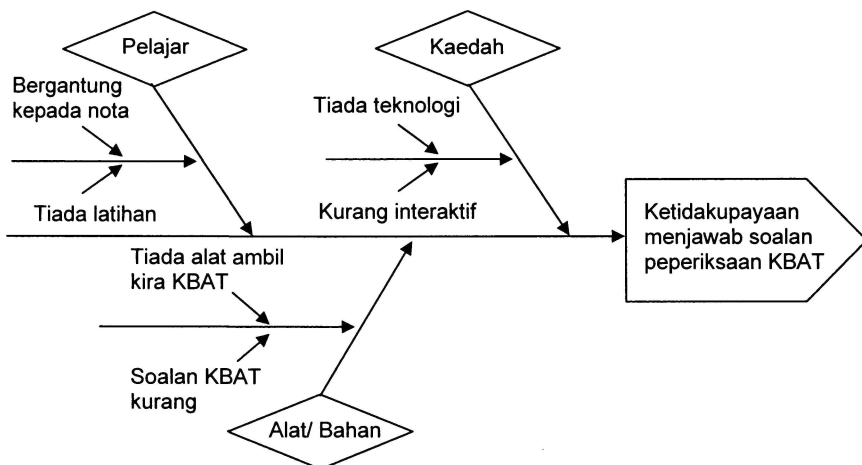 Pelajar
Kaedah
Bergantung
kepada nota
Tiada latihan
Tiada teknologi
Kurang interaktif
Ketidakupayaan
menjawab soalan
peperiksaan KBAT
Tiada alat ambil
kira KBAT
Soalan KBAT
kurang
Alat/ Bahan